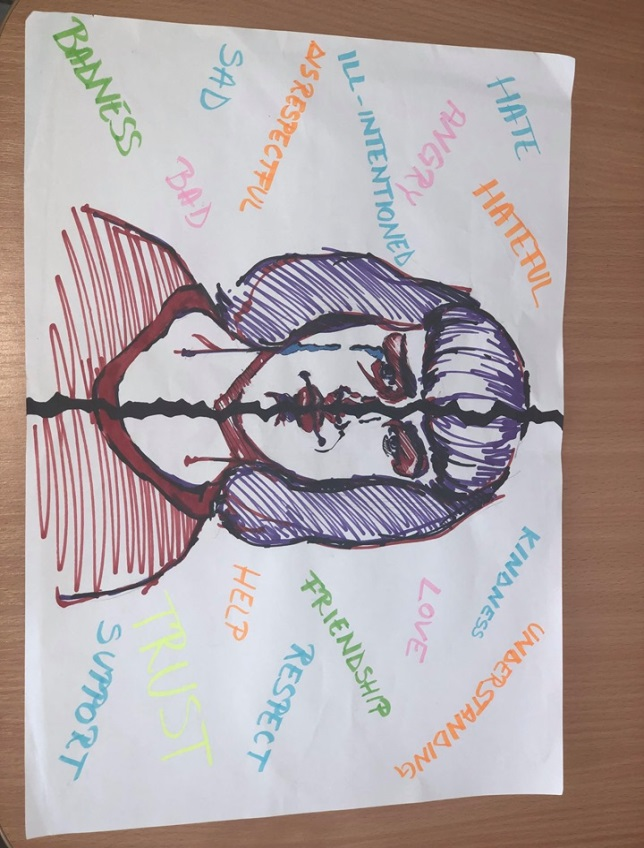 HATE
HATEFUL
ANGRY
ILL-INTENTIONED
DISRESPECTFUL
SAD
BAD
BADNESS
KINDNESS
UNDERSTANDING
LOVE
FRIENDSHIP
RESPECT
HELP
TRUST
SUPPORT